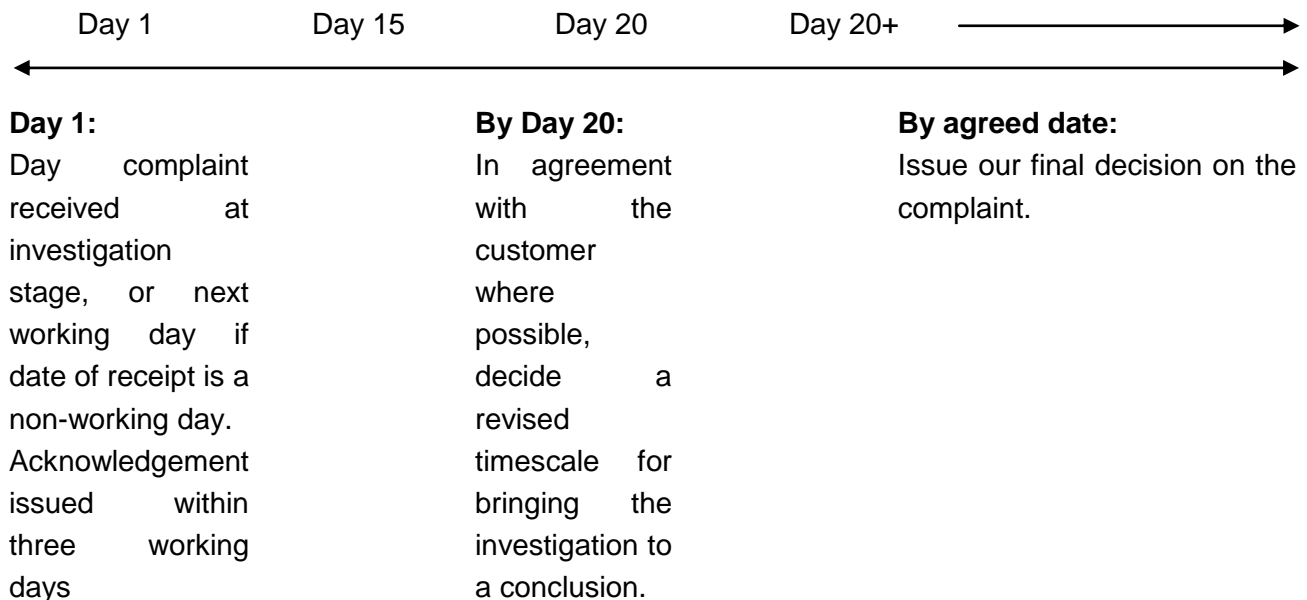 Day 1 Day 15 Day 20 Day 20+
Day 1:
Day complaint
received at
investigation
stage, or next
working day if
date of receipt is a
non-working day.
Acknowledgement
issued within
three working
days
By Day 20:
In agreement
with the
customer
where
possible,
decide a
revised
timescale for
bringing the
investigation to
a conclusion.
By agreed date:
Issue our final decision on the
complaint.